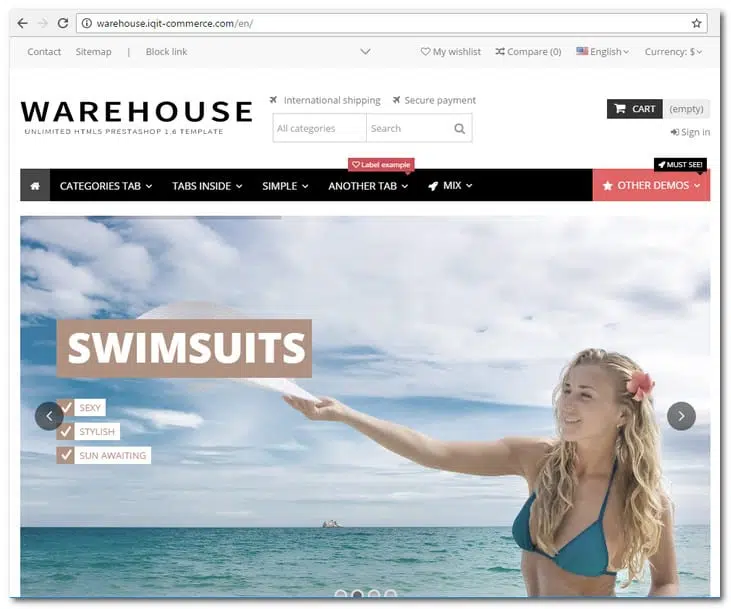 warehouse.iqit-commerce.com/en/
Contact Sitemap | Block link My wishlist Compare (0) English Currency: $
WAREHOUSE
UNLIMITED HTML5 PRESTASHOP 1.6 TEMPLATE
International shipping Secure payment
All categories Search
CART (empty)
Sign in
Label example
MUST SEE!
CATEGORIES TAB TABS INSIDE SIMPLE ANOTHER TAB MIX OTHER DEMOS
SWIMSUITS
SEXY
STYLISH
SUN AWAITING